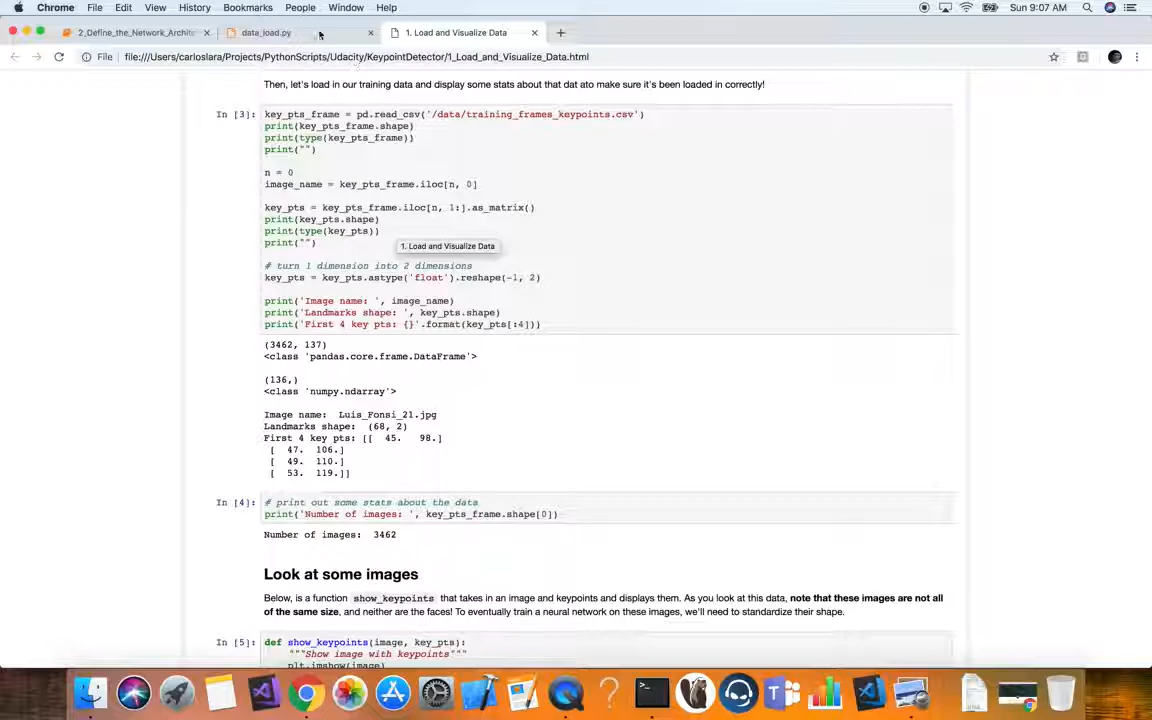 Chrome File Edit View History Bookmarks People Window Help Sun 9:07 AM
2_Define_the_Network_Archite data_load.py 1. Load and Visualize Data
File file:///Users/carloslara/Projects/PythonScripts/Udacity/KeypointDetector/1_Load_and_Visualize_Data.html
Then, let's load in our training data and display some stats about that dat ato make sure it's been loaded in correctly!
In [3]: key_pts_frame = pd.read_csv('/data/training_frames_keypoints.csv')
print(key_pts_frame.shape)
print(type(key_pts_frame))
print("")
n = 0
image_name = key_pts_frame.iloc[n, 0]
key_pts = key_pts_frame.iloc[n, 1:].as_matrix()
print(key_pts.shape)
print(type(key_pts))
print("")
1. Load and Visualize Data
# turn 1 dimension into 2 dimensions
key_pts = key_pts.astype('float').reshape(-1, 2)
print('Image name: ', image_name)
print('Landmarks shape: ', key_pts.shape)
print('First 4 key pts: {}'.format(key_pts[:4]))
(3462, 137)
<class 'pandas.core.frame.DataFrame'>
(136,)
<class 'numpy.ndarray'>
Image name:  Luis_Fonsi_21.jpg
Landmarks shape:  (68, 2)
First 4 key pts: [[  45.   98.]
[  47.  106.]
[  49.  110.]
[  53.  119.]]
In [4]: # print out some stats about the data
print('Number of images: ', key_pts_frame.shape[0])
Number of images:  3462
Look at some images
Below, is a function show_keypoints that takes in an image and keypoints and displays them. As you look at this data, note that these images are not all
of the same size, and neither are the faces! To eventually train a neural network on these images, we'll need to standardize their shape.
In [5]: def show_keypoints(image, key_pts):
"""Show image with keypoints"""
plt.imshow(image)